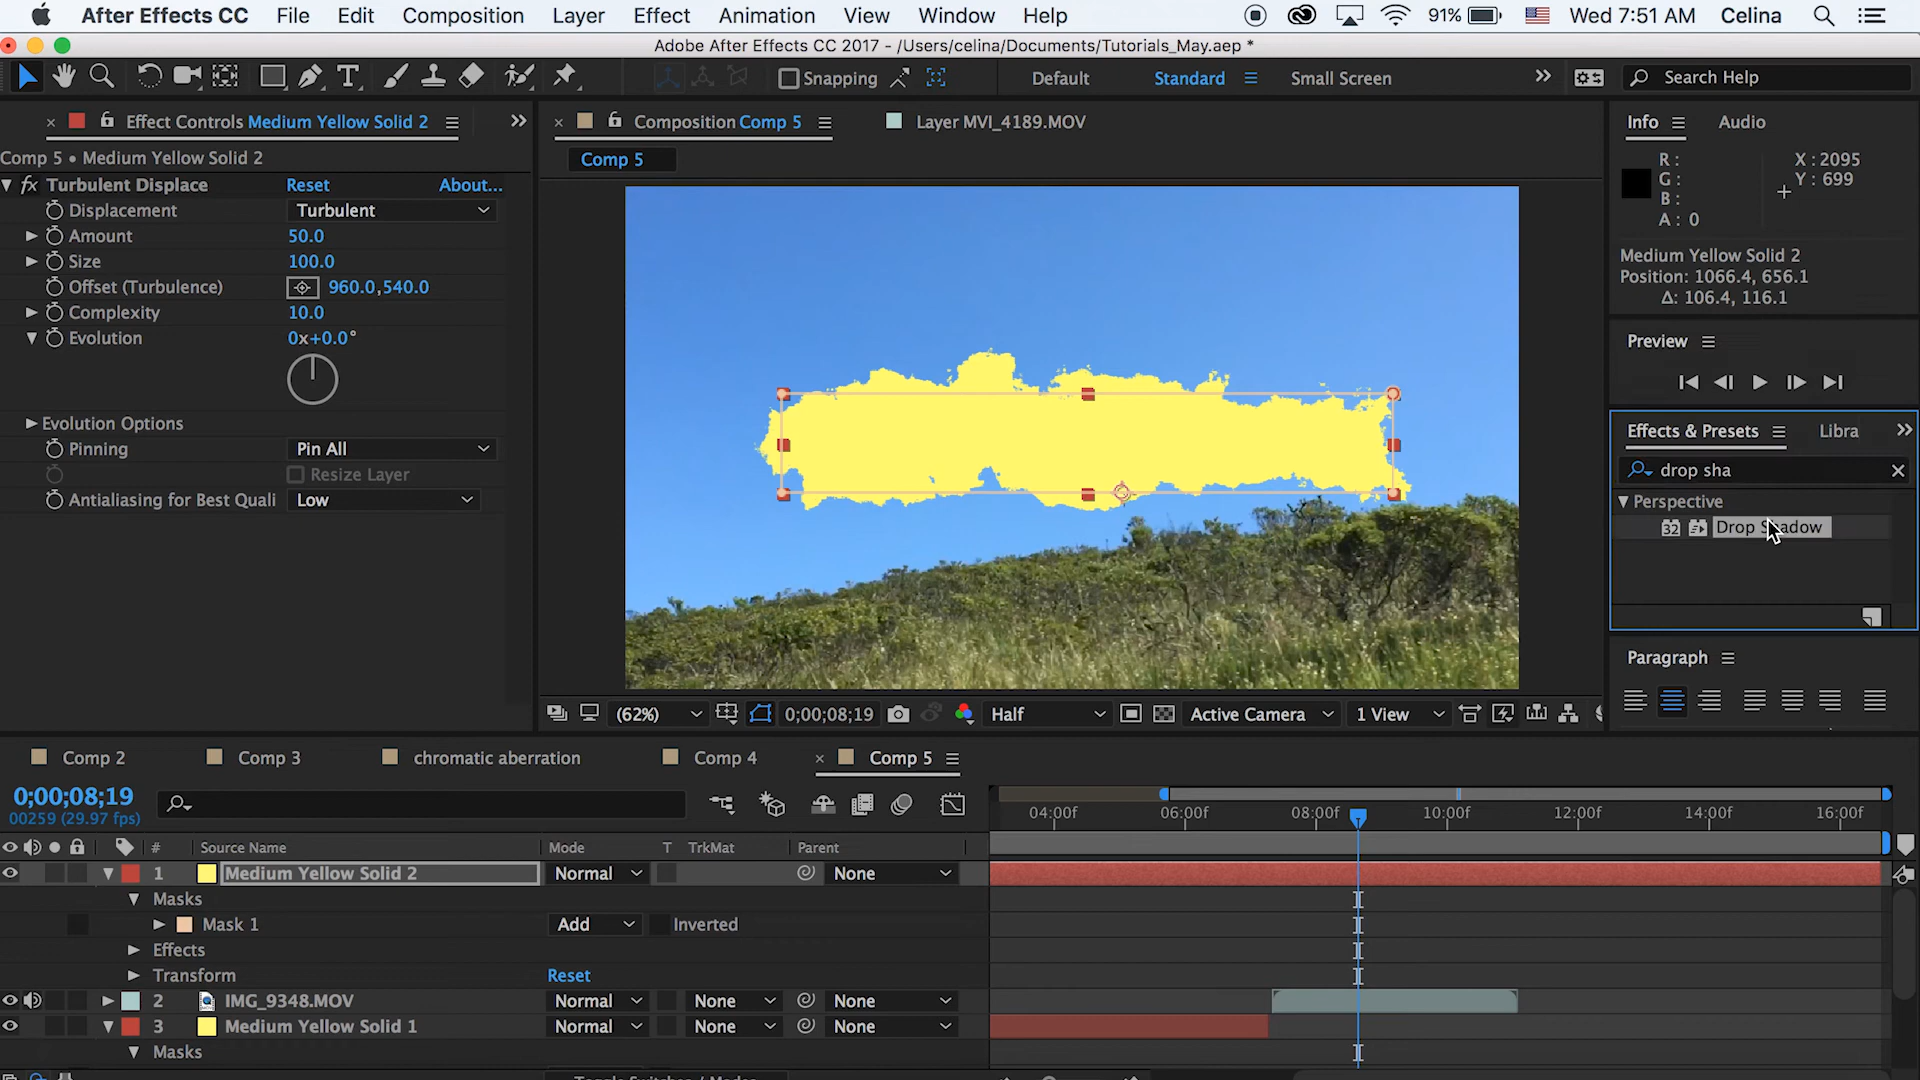 After Effects CC File Edit Composition Layer Effect Animation View Window Help 91% Wed 7:51 AM Celina
Adobe After Effects CC 2017 - /Users/celina/Documents/Tutorials_May.aep *
Snapping Default Standard Small Screen Search Help
Effect Controls Medium Yellow Solid 2
Composition Comp 5
Layer MVI_4189.MOV
Info Audio
Comp 5 • Medium Yellow Solid 2
Comp 5
R : X : 2095
G : Y : 699
B :
A : 0
fx Turbulent Displace Reset About...
Displacement Turbulent
Amount 50.0
Size 100.0
Offset (Turbulence) 960.0,540.0
Complexity 10.0
Evolution 0x+0.0°
Evolution Options
Pinning Pin All
Resize Layer
Antialiasing for Best Quali Low
Medium Yellow Solid 2
Position: 1066.4, 656.1
Δ: 106.4, 116.1
Preview
Effects & Presets Libra
drop sha
Perspective
32 Drop Shadow
Paragraph
(62%) 0;00;08;19 Half Active Camera 1 View
Comp 2 Comp 3 chromatic aberration Comp 4 Comp 5
0;00;08;19
00259 (29.97 fps)
04:00f 06:00f 08:00f 10:00f 12:00f 14:00f 16:00f
# Source Name Mode T TrkMat Parent
1 Medium Yellow Solid 2 Normal None
Masks
Mask 1 Add Inverted
Effects
Transform Reset
2 IMG_9348.MOV Normal None None
3 Medium Yellow Solid 1 Normal None None
Masks